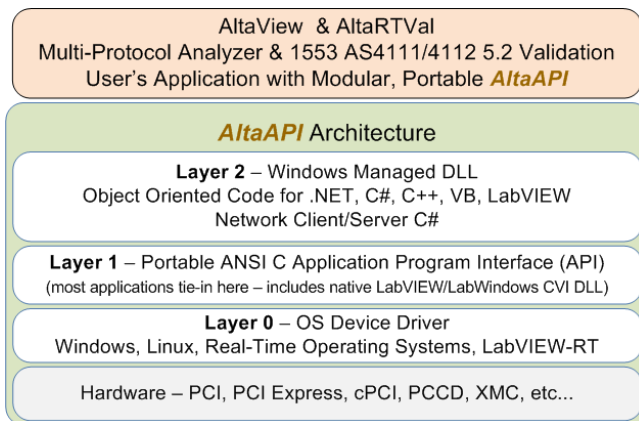 AltaView & AltaRTVal
Multi-Protocol Analyzer & 1553 AS4111/4112 5.2 Validation
User's Application with Modular, Portable AltaAPI
AltaAPI Architecture
Layer 2 – Windows Managed DLL
Object Oriented Code for .NET, C#, C++, VB, LabVIEW
Network Client/Server C#
Layer 1 – Portable ANSI C Application Program Interface (API)
(most applications tie-in here – includes native LabVIEW/LabWindows CVI DLL)
Layer 0 – OS Device Driver
Windows, Linux, Real-Time Operating Systems, LabVIEW-RT
Hardware – PCI, PCI Express, cPCI, PCCD, XMC, etc...